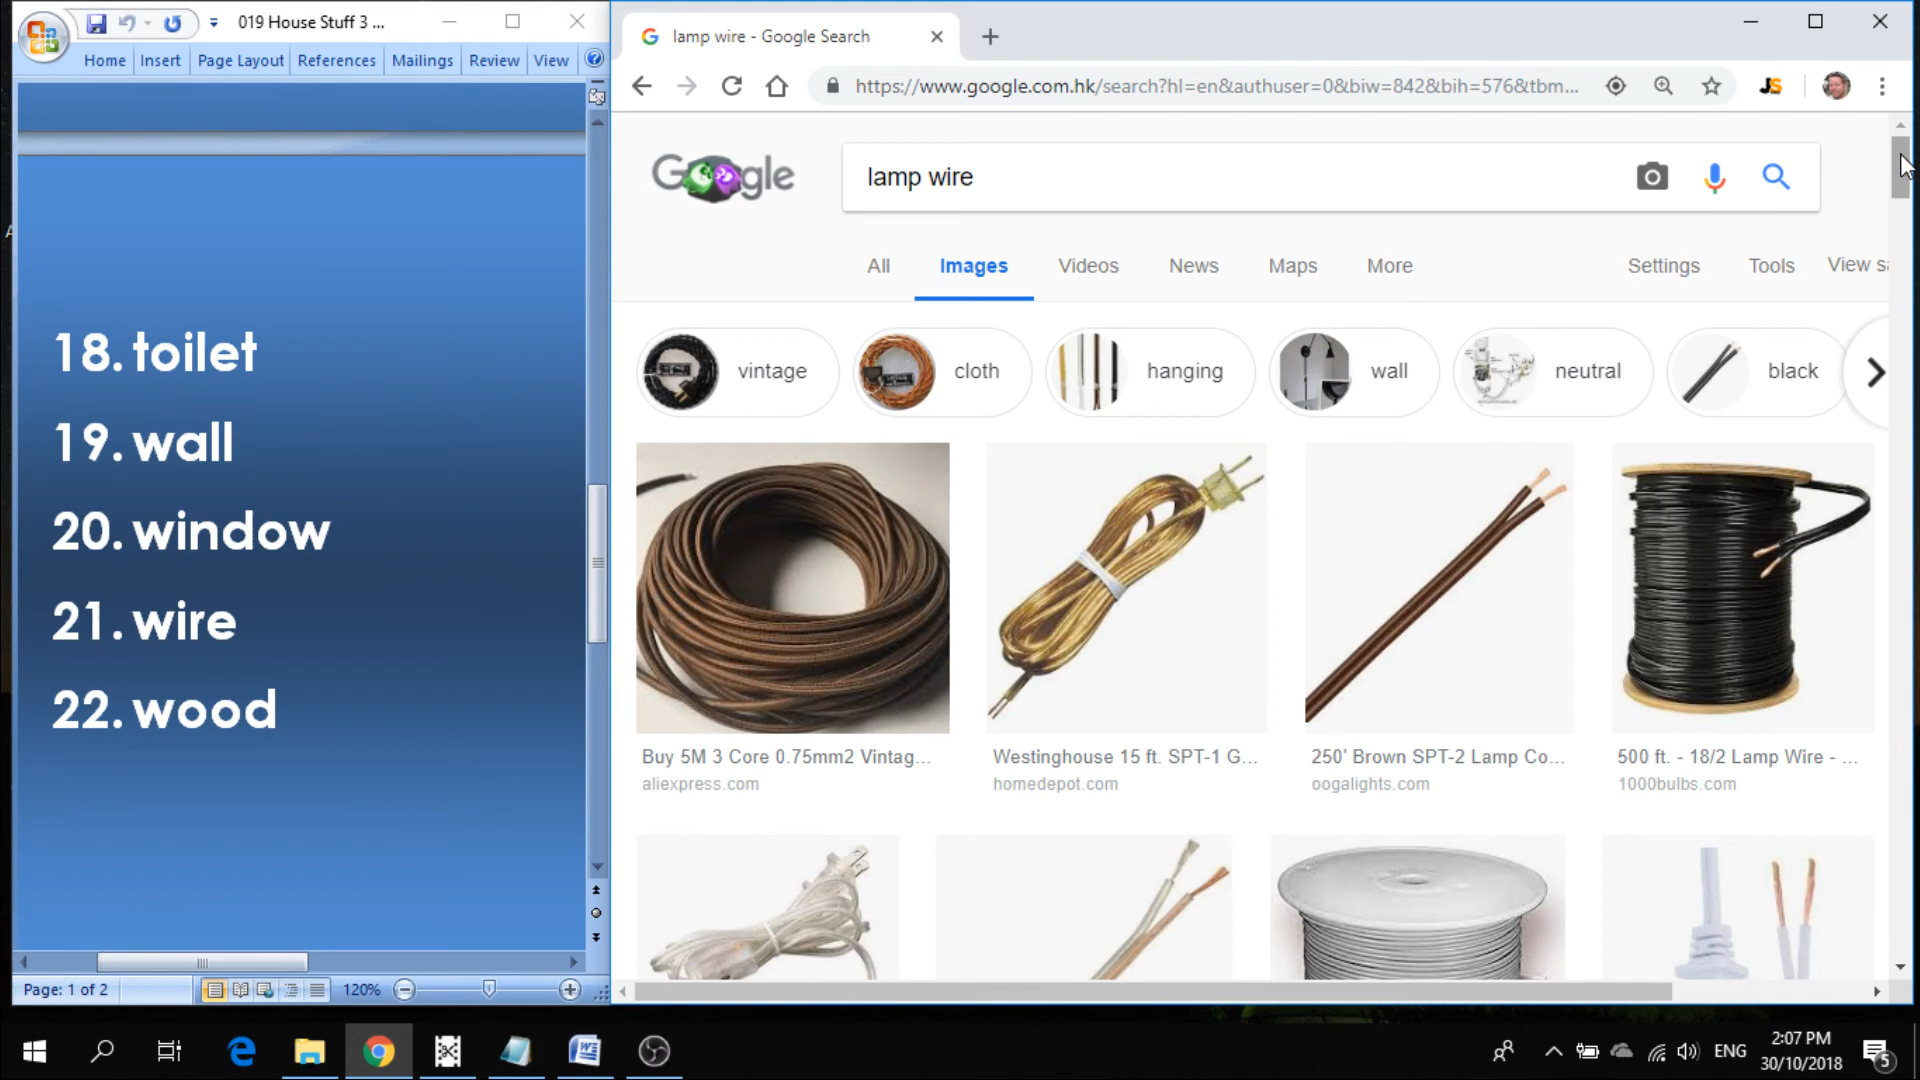 019 House Stuff 3 ...
Home Insert Page Layout References Mailings Review View
18. toilet
19. wall
20. window
21. wire
22. wood
Page: 1 of 2
120%
lamp wire - Google Search
https://www.google.com.hk/search?hl=en&authuser=0&biw=842&bih=576&tbm...
JS
Google
lamp wire
All Images Videos News Maps More Settings Tools View sa
vintage cloth hanging wall neutral black
Buy 5M 3 Core 0.75mm2 Vintag...
aliexpress.com
Westinghouse 15 ft. SPT-1 G...
homedepot.com
250' Brown SPT-2 Lamp Co...
oogalights.com
500 ft. - 18/2 Lamp Wire - ...
1000bulbs.com
ENG
2:07 PM
30/10/2018
5